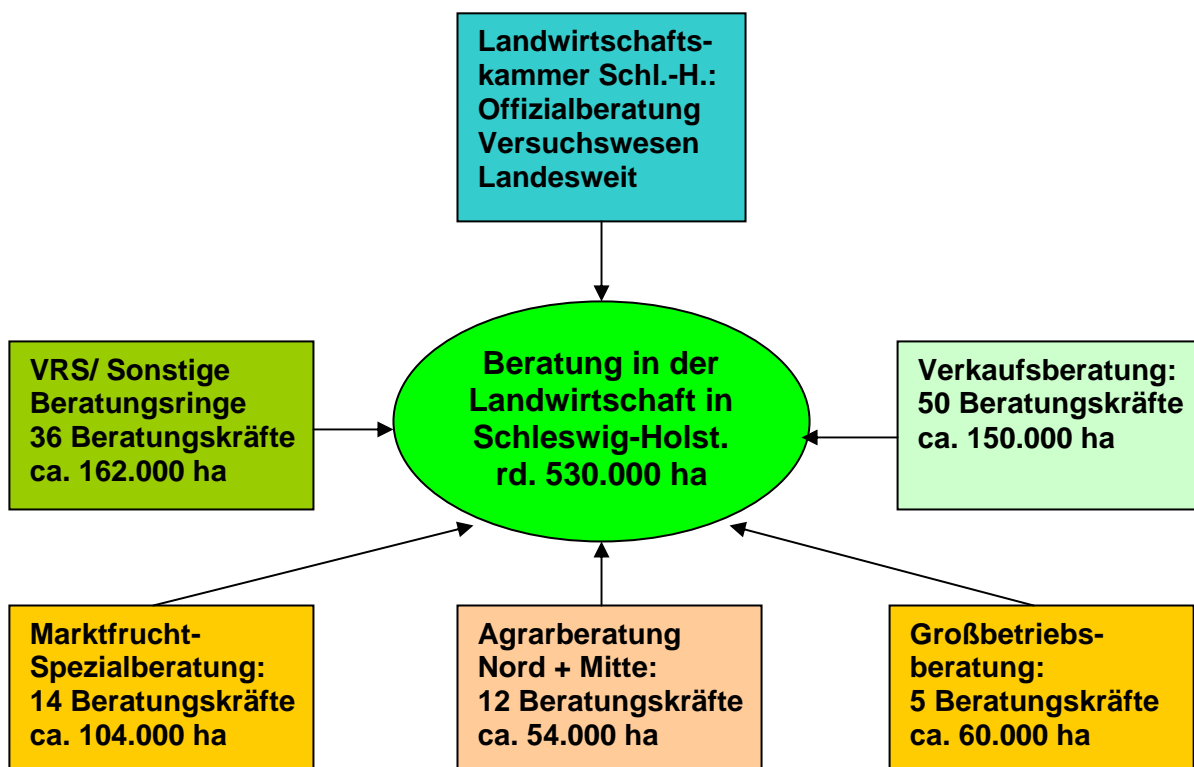 Landwirtschafts-
kammer Schl.-H.:
Offizialberatung
Versuchswesen
Landesweit
VRS/ Sonstige
Beratungsringe
36 Beratungskräfte
ca. 162.000 ha
Beratung in der
Landwirtschaft in
Schleswig-Holst.
rd. 530.000 ha
Verkaufsberatung:
50 Beratungskräfte
ca. 150.000 ha
Marktfrucht-
Spezialberatung:
14 Beratungskräfte
ca. 104.000 ha
Agrarberatung
Nord + Mitte:
12 Beratungskräfte
ca. 54.000 ha
Großbetriebs-
beratung:
5 Beratungskräfte
ca. 60.000 ha